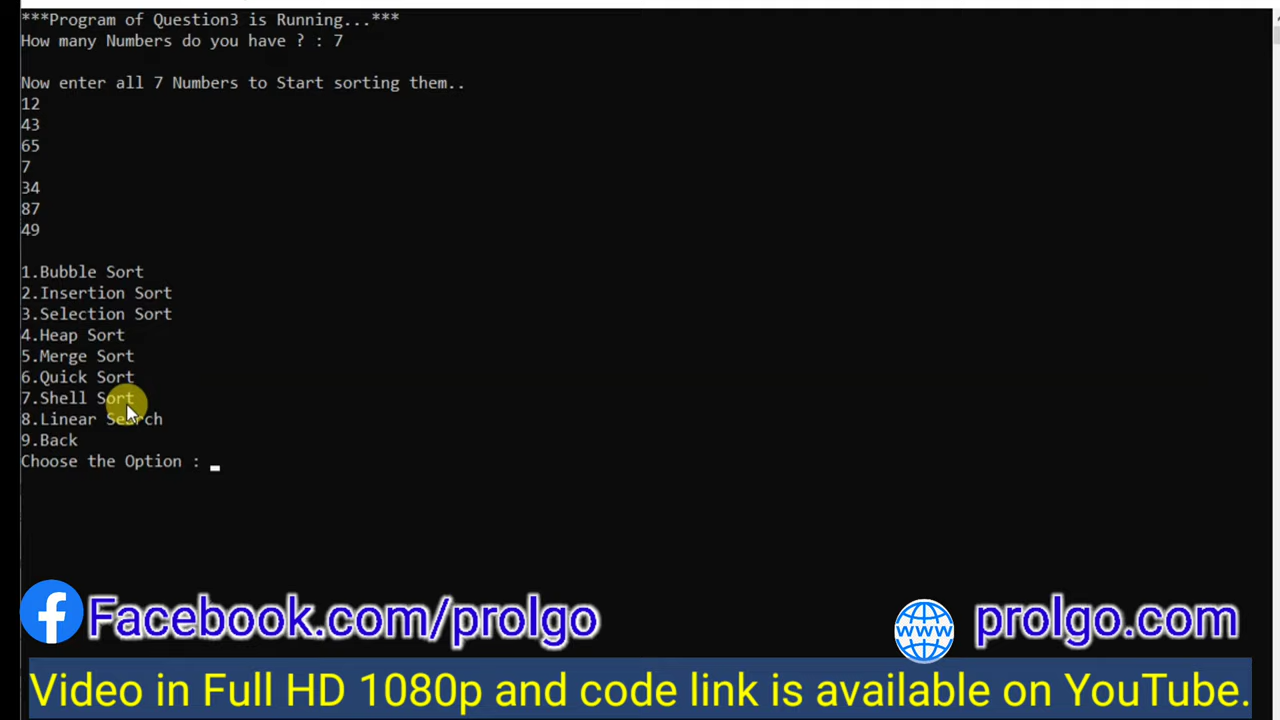 ***Program of Question3 is Running...***
How many Numbers do you have ? : 7
Now enter all 7 Numbers to Start sorting them..
12
43
65
7
34
87
49
1.Bubble Sort
2.Insertion Sort
3.Selection Sort
4.Heap Sort
5.Merge Sort
6.Quick Sort
7.Shell Sort
8.Linear Search
9.Back
Choose the Option :
Facebook.com/prolgo
www prolgo.com
Video in Full HD 1080p and code link is available on YouTube.